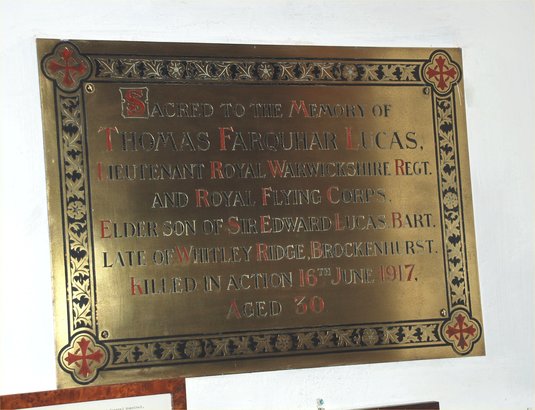 SACRED TO THE MEMORY OF
THOMAS FARQUHAR LUCAS,
LIEUTENANT ROYAL WARWICKSHIRE REGT.
AND ROYAL FLYING CORPS,
ELDER SON OF SIR EDWARD LUCAS, BART.
LATE OF WHITLEY RIDGE, BROCKENHURST.
KILLED IN ACTION 16TH JUNE 1917,
AGED 30